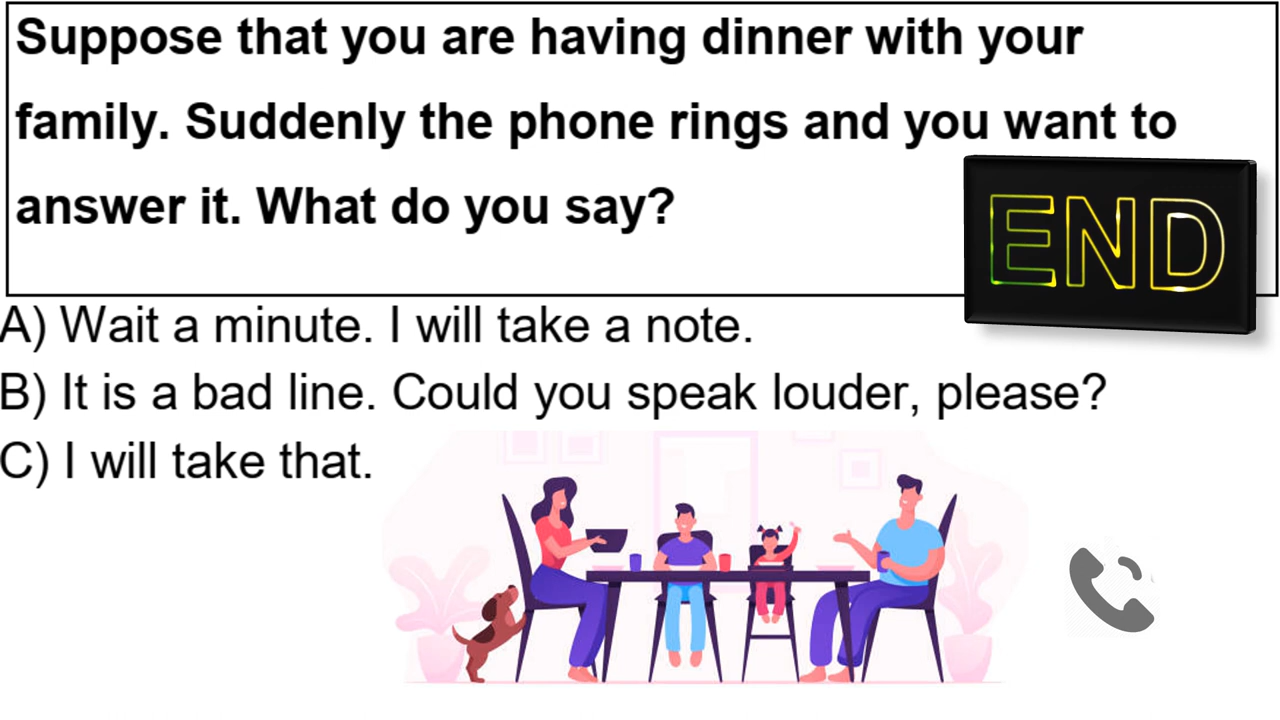 Suppose that you are having dinner with your
family. Suddenly the phone rings and you want to
answer it. What do you say?
END
A) Wait a minute. I will take a note.
B) It is a bad line. Could you speak louder, please?
C) I will take that.